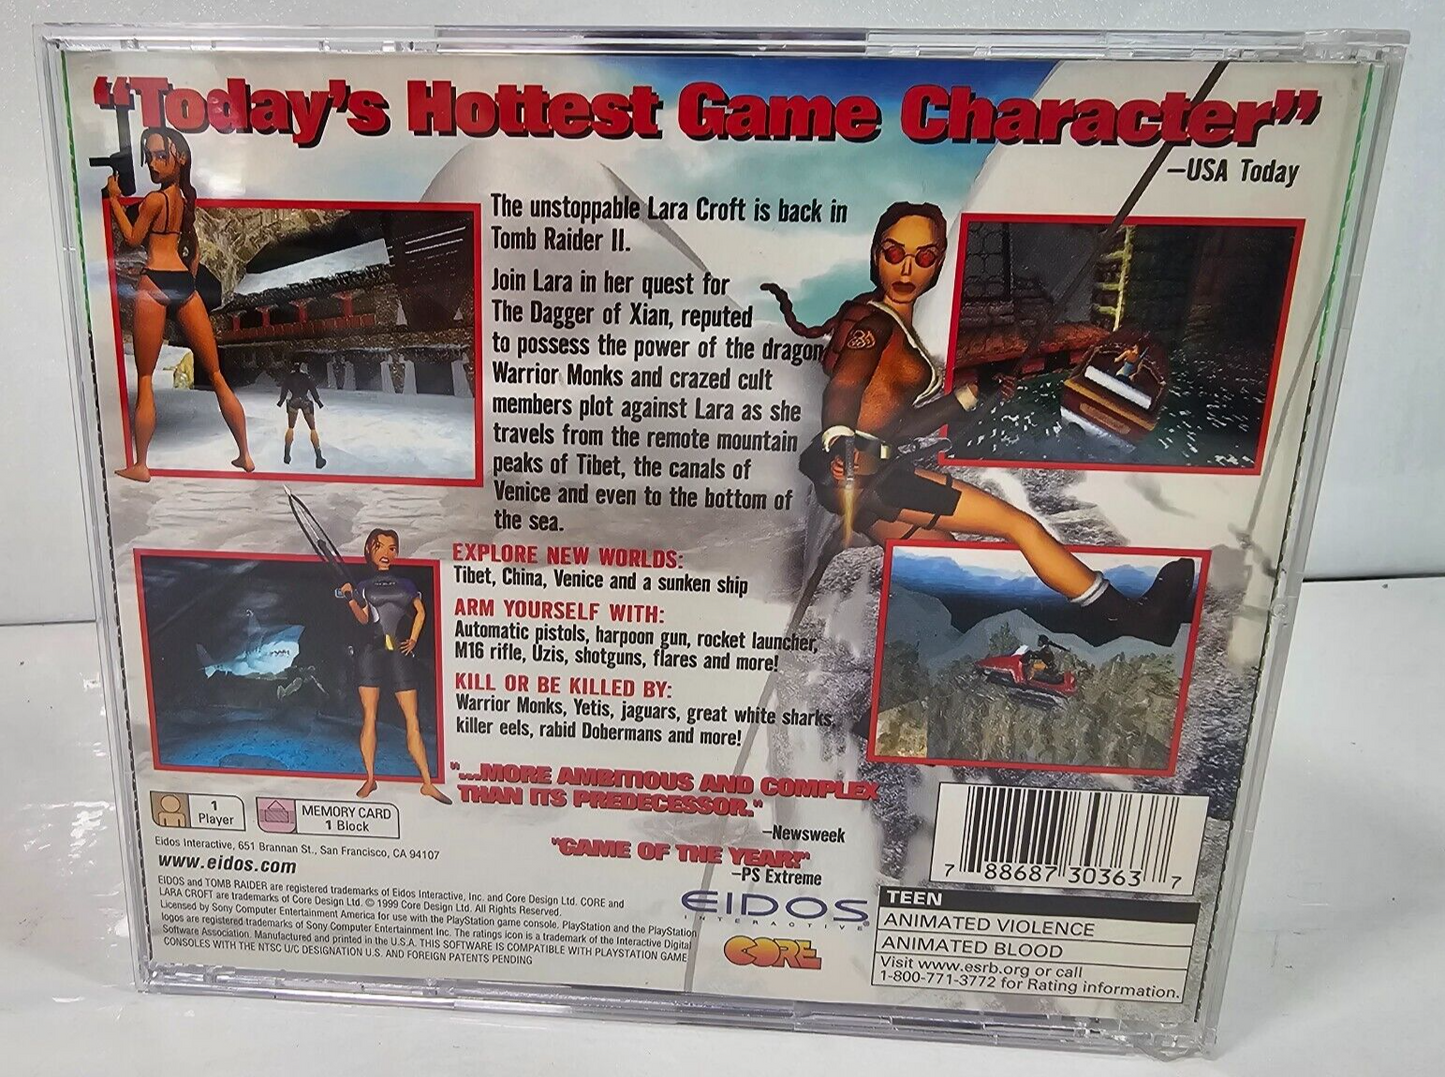 "Today's Hottest Game Character"
—USA Today
The unstoppable Lara Croft is back in
Tomb Raider II.
Join Lara in her quest for
The Dagger of Xian, reputed
to possess the power of the dragon
Warrior Monks and crazed cult
members plot against Lara as she
travels from the remote mountain
peaks of Tibet, the canals of
Venice and even to the bottom of
the sea.
EXPLORE NEW WORLDS:
Tibet, China, Venice and a sunken ship
ARM YOURSELF WITH:
Automatic pistols, harpoon gun, rocket launcher,
M16 rifle, Uzis, shotguns, flares and more!
KILL OR BE KILLED BY:
Warrior Monks, Yetis, jaguars, great white sharks,
killer eels, rabid Dobermans and more!
"...MORE AMBITIOUS AND COMPLEX
THAN ITS PREDECESSOR."
—Newsweek
"GAME OF THE YEAR!"
—PS Extreme
1
Player
MEMORY CARD
1 Block
Eidos Interactive, 651 Brannan St., San Francisco, CA 94107
www.eidos.com
EIDOS and TOMB RAIDER are registered trademarks of Eidos Interactive, Inc. and Core Design Ltd. CORE and
LARA CROFT are trademarks of Core Design Ltd. © 1999 Core Design Ltd. All Rights Reserved.
Licensed by Sony Computer Entertainment America for use with the PlayStation game console. PlayStation and the PlayStation
logos are registered trademarks of Sony Computer Entertainment Inc. The ratings icon is a trademark of the Interactive Digital
Software Association. Manufactured and printed in the U.S.A. THIS SOFTWARE IS COMPATIBLE WITH PLAYSTATION GAME
CONSOLES WITH THE NTSC U/C DESIGNATION U.S. AND FOREIGN PATENTS PENDING
EIDOS
INTERACTIVE
CORE
7 88687 30363 7
TEEN
ANIMATED VIOLENCE
ANIMATED BLOOD
Visit www.esrb.org or call
1-800-771-3772 for Rating information.